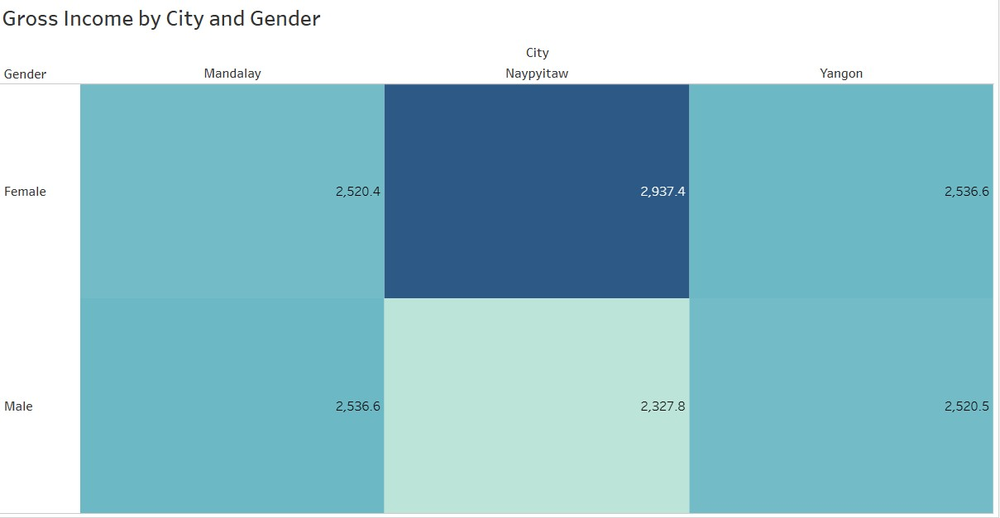 Gross Income by City and Gender
City
Gender Mandalay Naypyitaw Yangon
Female 2,520.4 2,937.4 2,536.6
Male 2,536.6 2,327.8 2,520.5